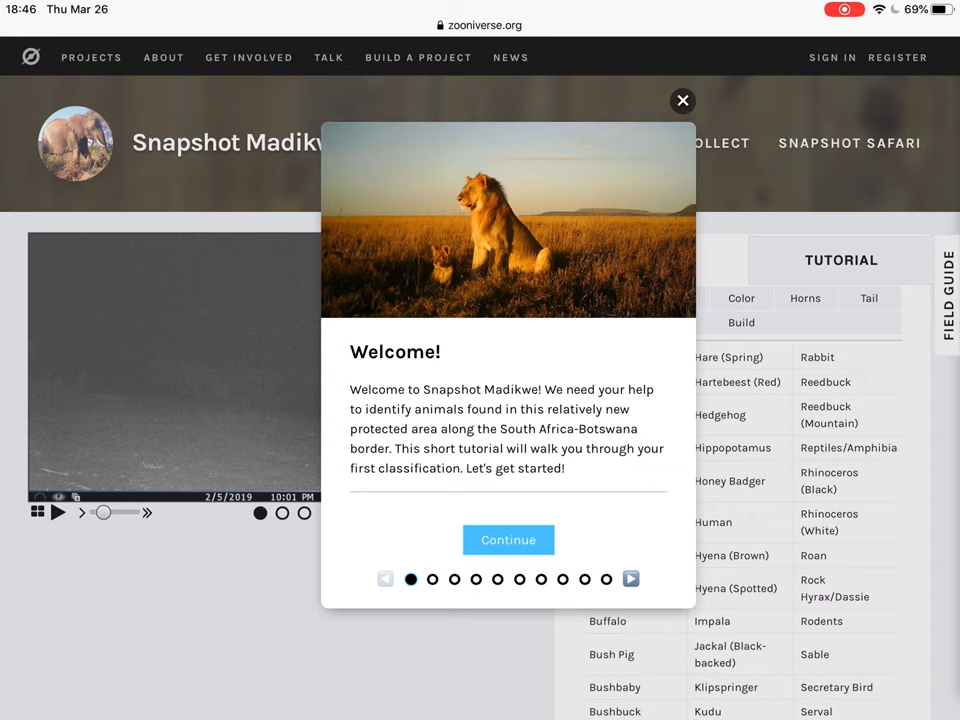 18:46 Thu Mar 26
69%
zooniverse.org
PROJECTS ABOUT GET INVOLVED TALK BUILD A PROJECT NEWS SIGN IN REGISTER
Snapshot Madikw
OLLECT SNAPSHOT SAFARI
TUTORIAL
FIELD GUIDE
Color Horns Tail
Build
Welcome!
Welcome to Snapshot Madikwe! We need your help
to identify animals found in this relatively new
protected area along the South Africa-Botswana
border. This short tutorial will walk you through your
first classification. Let's get started!
Continue
2/5/2019 10:01 PM
Hare (Spring) Rabbit
Hartebeest (Red) Reedbuck
Hedgehog Reedbuck
(Mountain)
Hippopotamus Reptiles/Amphibia
Honey Badger Rhinoceros
(Black)
Human Rhinoceros
(White)
Hyena (Brown) Roan
Hyena (Spotted) Rock
Hyrax/Dassie
Buffalo Impala Rodents
Bush Pig Jackal (Black-
backed) Sable
Bushbaby Klipspringer Secretary Bird
Bushbuck Kudu Serval